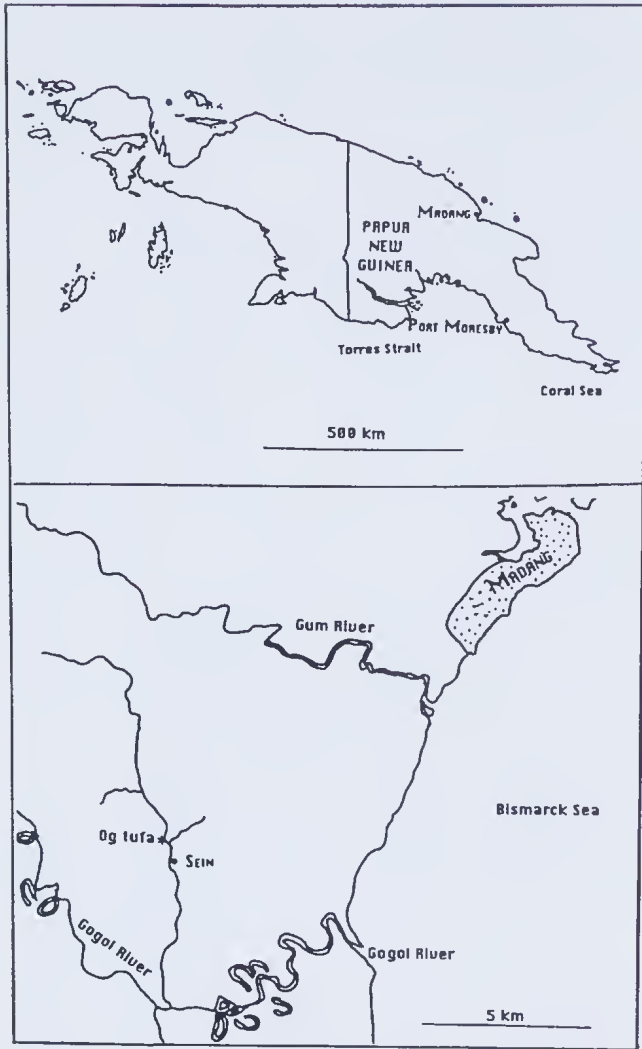 MADANG
PAPUA
NEW
GUINEA
PORT MORESBY
Torres Strait
Coral Sea
500 km
MADANG
Gum River
Bismarck Sea
Og tufa
SEIN
Gogol River
Gogol River
5 km